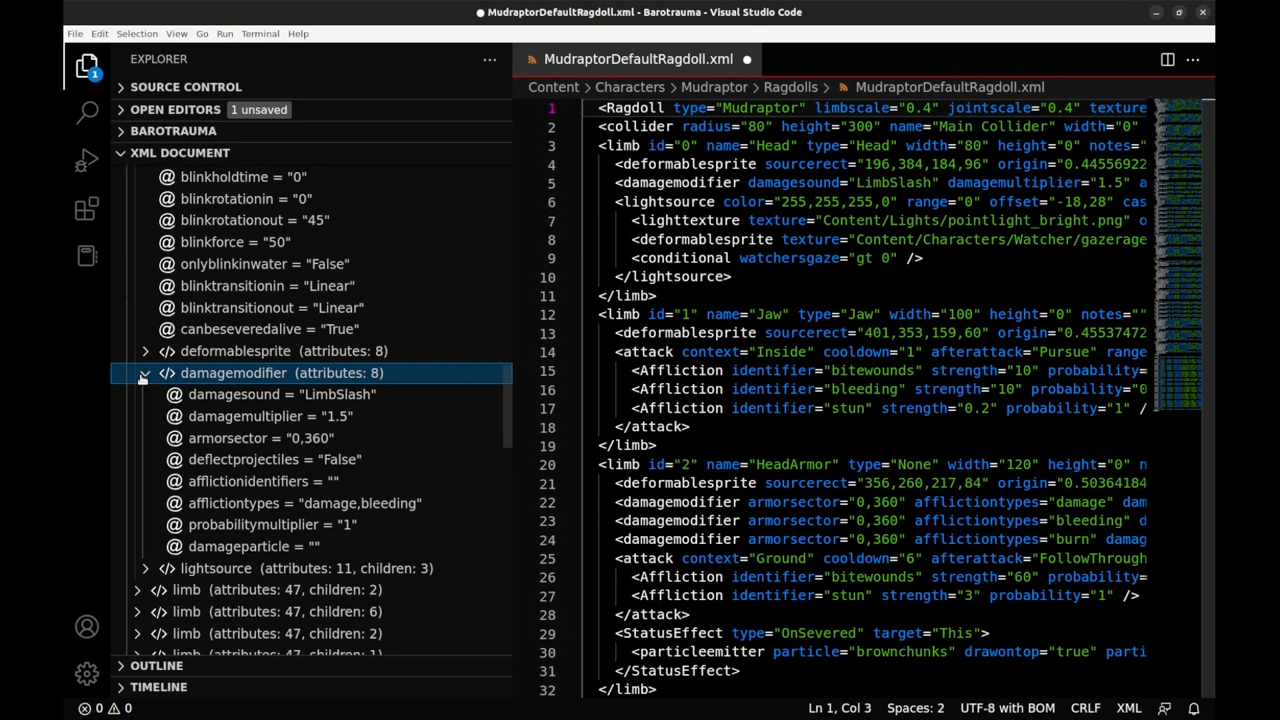 ● MudraptorDefaultRagdoll.xml - Barotrauma - Visual Studio Code
File Edit Selection View Go Run Terminal Help
1
EXPLORER
SOURCE CONTROL
OPEN EDITORS 1 unsaved
BAROTRAUMA
XML DOCUMENT
@ blinkholdtime = "0"
@ blinkrotationin = "0"
@ blinkrotationout = "45"
@ blinkforce = "50"
@ onlyblinkinwater = "False"
@ blinktransitionin = "Linear"
@ blinktransitionout = "Linear"
@ canbeseveredalive = "True"
</> deformablesprite (attributes: 8)
</> damagemodifier (attributes: 8)
@ damagesound = "LimbSlash"
@ damagemultiplier = "1.5"
@ armorsector = "0,360"
@ deflectprojectiles = "False"
@ afflictionidentifiers = ""
@ afflictiontypes = "damage,bleeding"
@ probabilitymultiplier = "1"
@ damageparticle = ""
</> lightsource (attributes: 11, children: 3)
</> limb (attributes: 47, children: 2)
</> limb (attributes: 47, children: 6)
</> limb (attributes: 47, children: 2)
</> limb (attributes: 47, children: 1)
OUTLINE
TIMELINE
MudraptorDefaultRagdoll.xml ●
Content > Characters > Mudraptor > Ragdolls > MudraptorDefaultRagdoll.xml
1 <Ragdoll type="Mudraptor" limbscale="0.4" jointscale="0.4" texture
2 <collider radius="80" height="300" name="Main Collider" width="0"
3 <limb id="0" name="Head" type="Head" width="80" height="0" notes="
4 <deformablesprite sourcerect="196,384,184,96" origin="0.44556922
5 <damagemodifier damagesound="LimbSlash" damagemultiplier="1.5" a
6 <lightsource color="255,255,255,0" range="0" offset="-18,28" cas
7 <lighttexture texture="Content/Lights/pointlight_bright.png" o
8 <deformablesprite texture="Content/Characters/Watcher/gazerage
9 <conditional watchersgaze="gt 0" />
10 </lightsource>
11 </limb>
12 <limb id="1" name="Jaw" type="Jaw" width="100" height="0" notes=""
13 <deformablesprite sourcerect="401,353,159,60" origin="0.45537472
14 <attack context="Inside" cooldown="1" afterattack="Pursue" range
15 <Affliction identifier="bitewounds" strength="10" probability=
16 <Affliction identifier="bleeding" strength="10" probability="0
17 <Affliction identifier="stun" strength="0.2" probability="1" /
18 </attack>
19 </limb>
20 <limb id="2" name="HeadArmor" type="None" width="120" height="0" n
21 <deformablesprite sourcerect="356,260,217,84" origin="0.50364184
22 <damagemodifier armorsector="0,360" afflictiontypes="damage" dam
23 <damagemodifier armorsector="0,360" afflictiontypes="bleeding" d
24 <damagemodifier armorsector="0,360" afflictiontypes="burn" damag
25 <attack context="Ground" cooldown="6" afterattack="FollowThrough
26 <Affliction identifier="bitewounds" strength="60" probability=
27 <Affliction identifier="stun" strength="3" probability="1" />
28 </attack>
29 <StatusEffect type="OnSevered" target="This">
30 <particleemitter particle="brownchunks" drawontop="true" parti
31 </StatusEffect>
32 </limb>
0 0 Ln 1, Col 3 Spaces: 2 UTF-8 with BOM CRLF XML